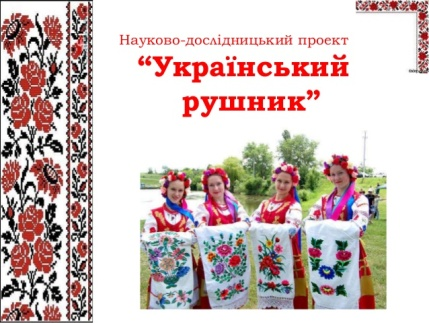 Науково-дослідницький проект
“Український
рушник”